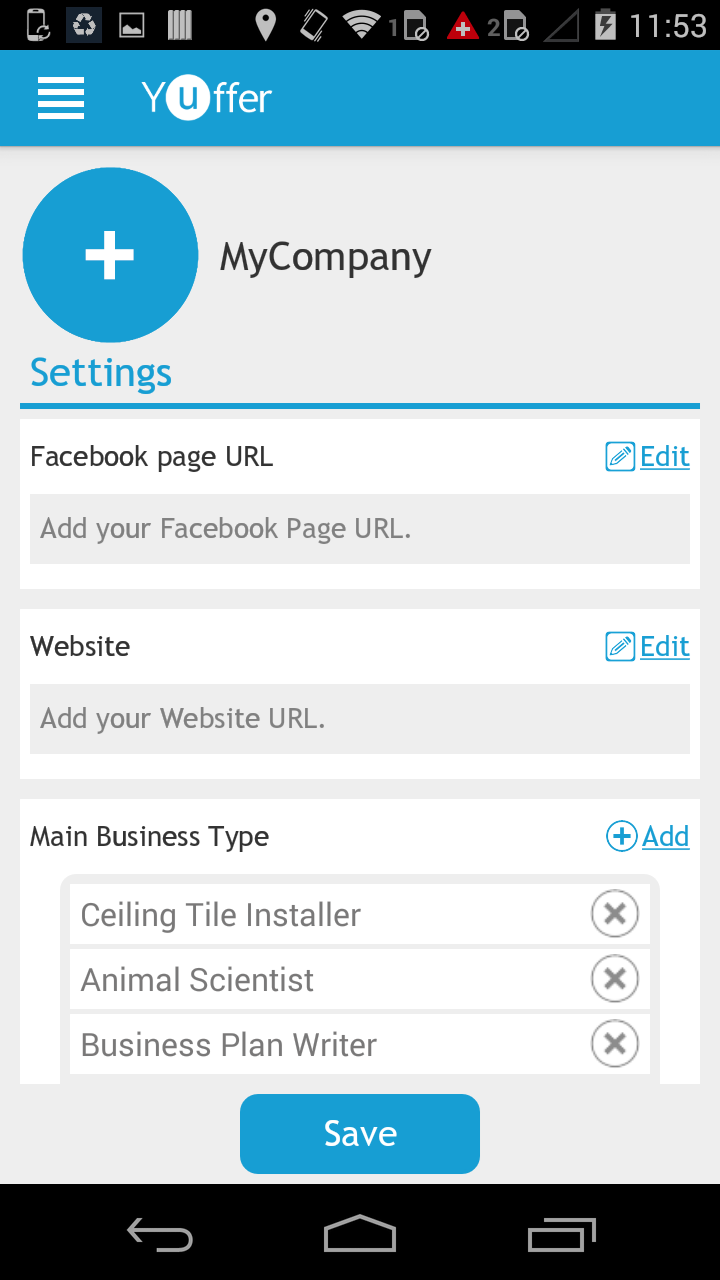 1 2 11:53
Yuffer
MyCompany
Settings
Facebook page URL Edit
Add your Facebook Page URL.
Website Edit
Add your Website URL.
Main Business Type Add
Ceiling Tile Installer
Animal Scientist
Business Plan Writer
Save